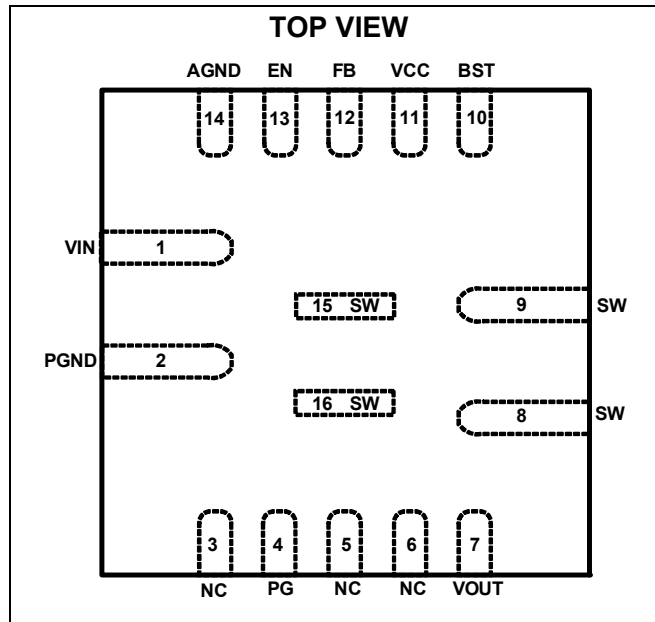 TOP VIEW
AGND EN FB VCC BST
14 13 12 11 10
VIN 1
15 SW 9 SW
PGND 2
16 SW 8 SW
3 4 5 6 7
NC PG NC NC VOUT